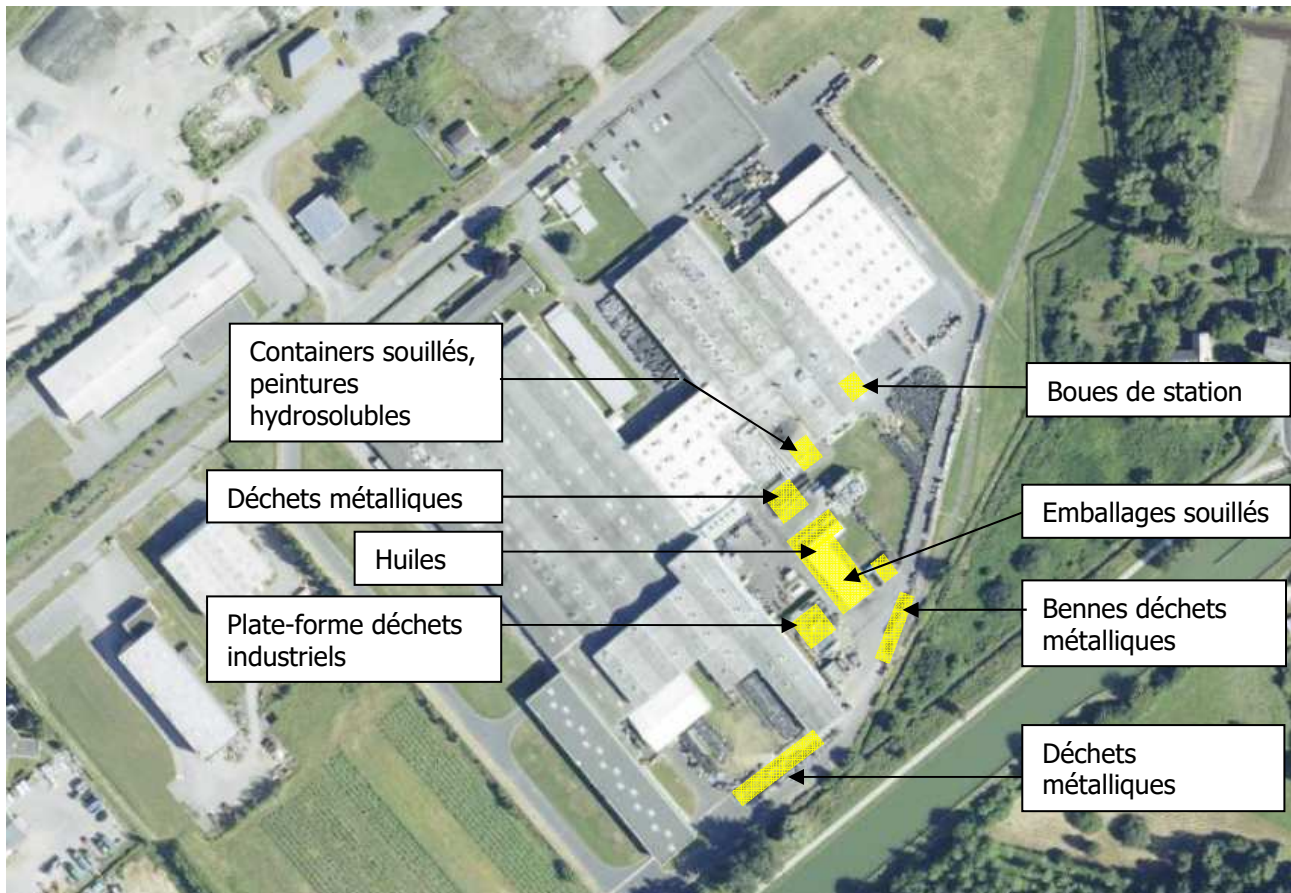 Containers souillés,
peintures
hydrosolubles
Déchets métalliques
Huiles
Plate-forme déchets
industriels
Boues de station
Emballages souillés
Bennes déchets
métalliques
Déchets
métalliques